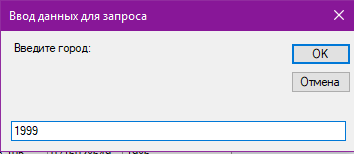 Ввод данных для запроса
Введите город:
OK
Отмена
1999